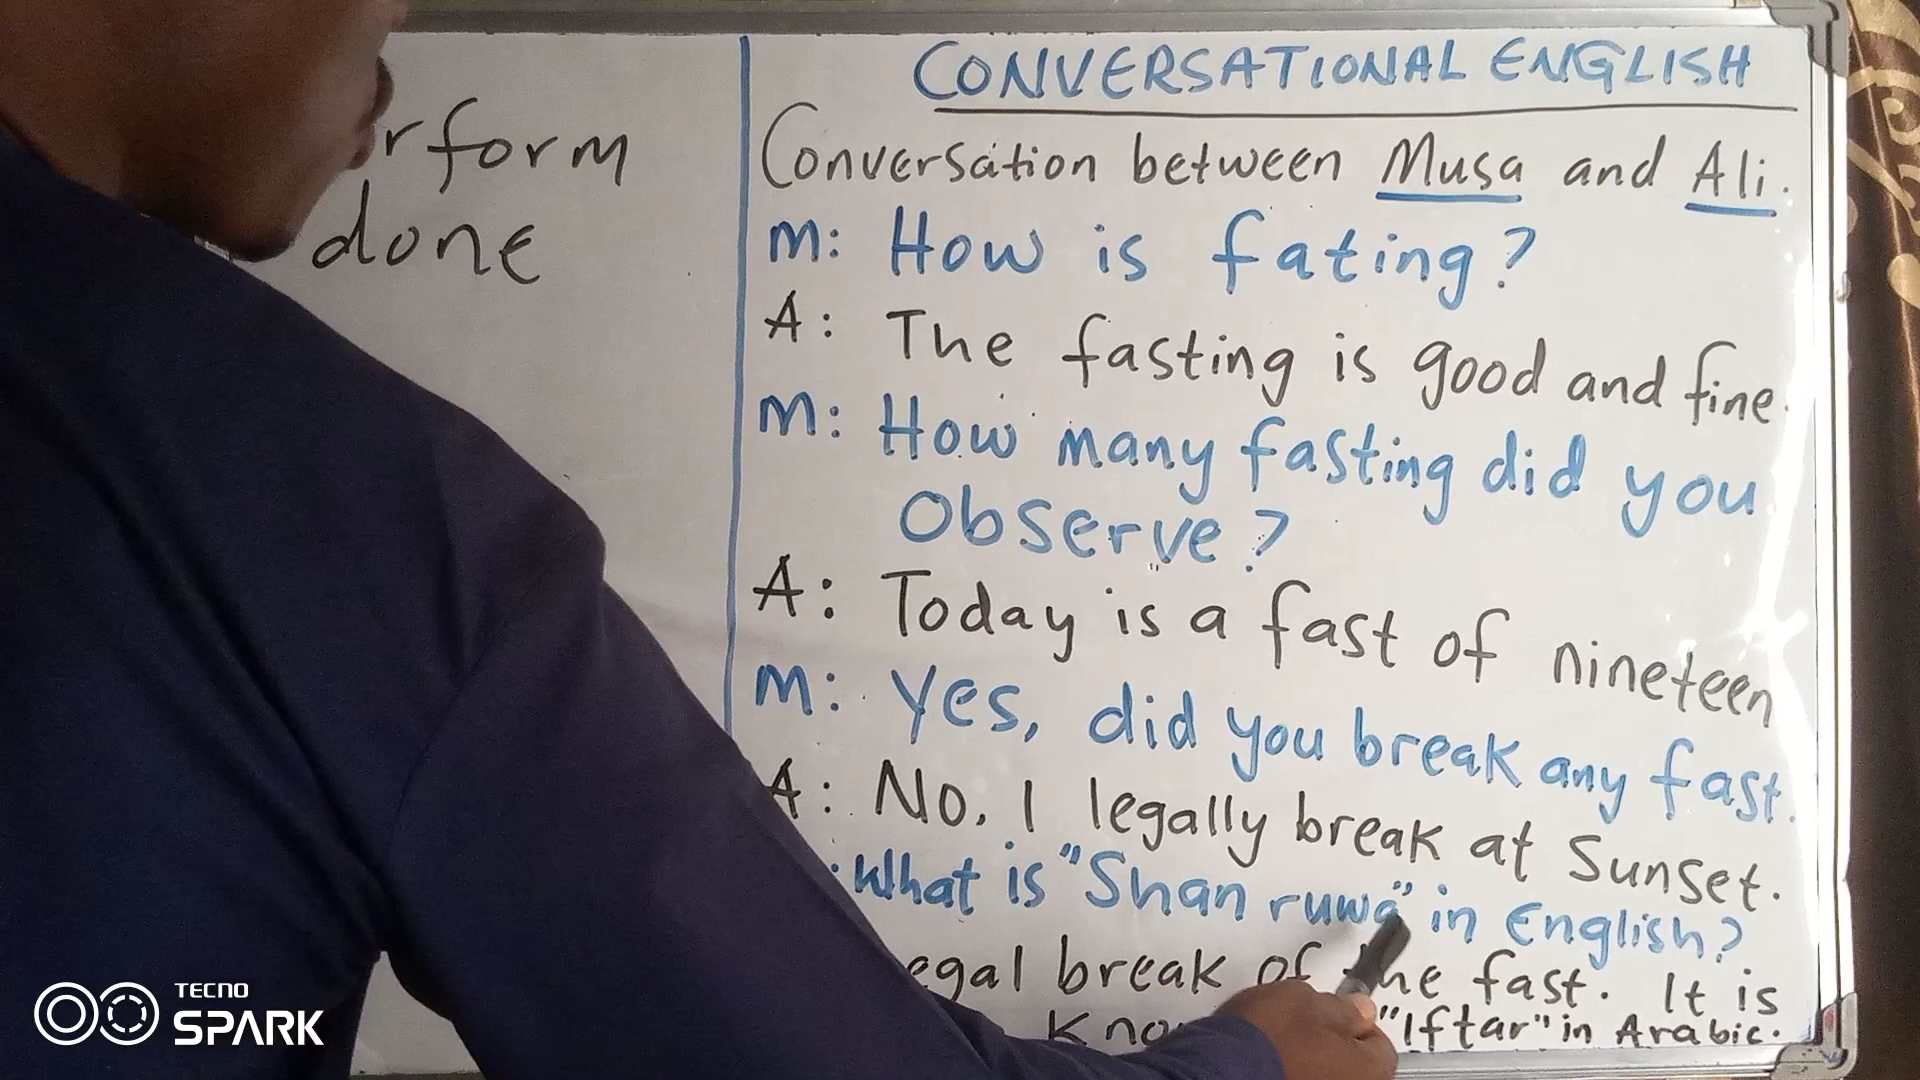 rform
done
CONVERSATIONAL ENGLISH
Conversation between Musa and Ali.
M: How is fating?
A: The fasting is good and fine.
M: How many fasting did you
Observe?
A: Today is a fast of nineteen
M: Yes, did you break any fast.
A: No. I legally break at Sunset.
: What is "Shan ruwa" in English?
egal break of the fast. It is
Kno "Iftar" in Arabic.
TECNO
SPARK